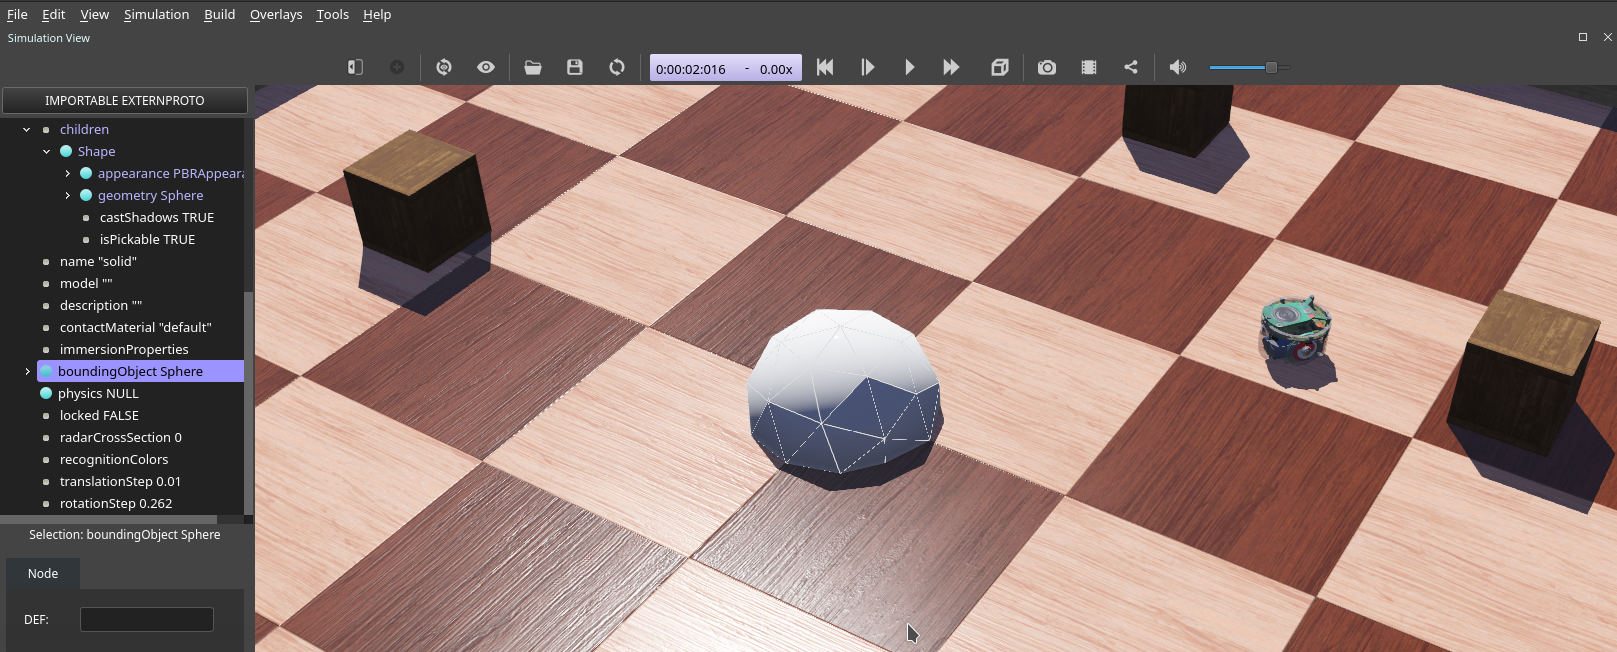 File Edit View Simulation Build Overlays Tools Help
Simulation View
0:00:02:016 - 0.00x
IMPORTABLE EXTERNPROTO
children
Shape
appearance PBRAppear
geometry Sphere
castShadows TRUE
isPickable TRUE
name "solid"
model ""
description ""
contactMaterial "default"
immersionProperties
boundingObject Sphere
physics NULL
locked FALSE
radarCrossSection 0
recognitionColors
translationStep 0.01
rotationStep 0.262
Selection: boundingObject Sphere
Node
DEF: